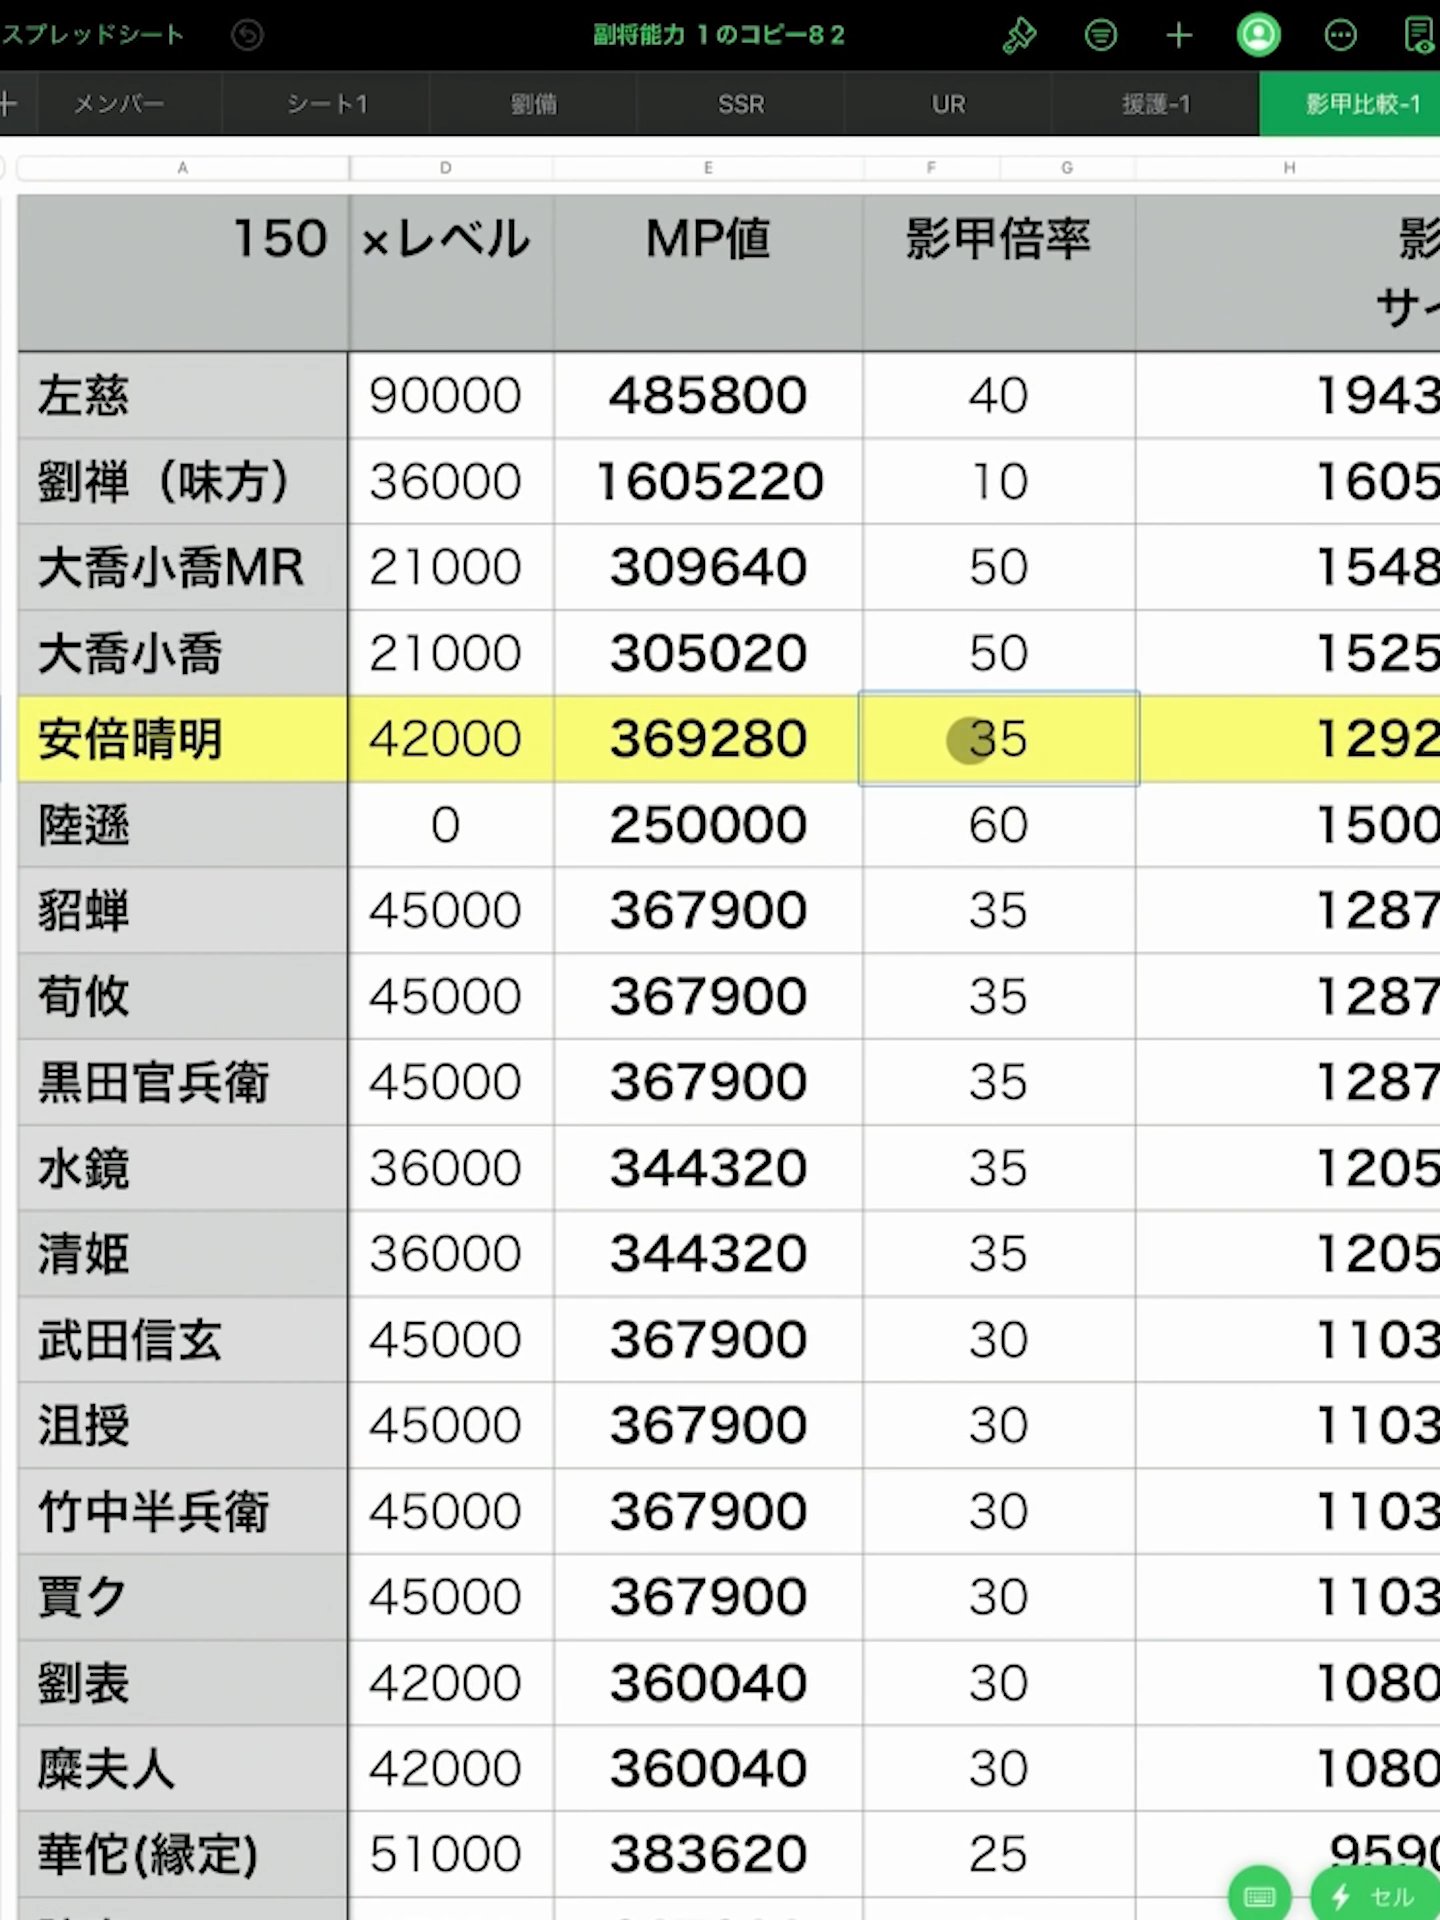 スプレッドシート 副将能力 1のコピー8 2
メンバー シート1 劉備 SSR UR 援護-1 影甲比較-1
A D E F G H
150 ×レベル MP値 影甲倍率 影
サイ
左慈 90000 485800 40 1943
劉禅（味方） 36000 1605220 10 1605
大喬小喬MR 21000 309640 50 1548
大喬小喬 21000 305020 50 1525
安倍晴明 42000 369280 35 1292
陸遜 0 250000 60 1500
貂蝉 45000 367900 35 1287
荀攸 45000 367900 35 1287
黒田官兵衛 45000 367900 35 1287
水鏡 36000 344320 35 1205
清姫 36000 344320 35 1205
武田信玄 45000 367900 30 1103
沮授 45000 367900 30 1103
竹中半兵衛 45000 367900 30 1103
賈ク 45000 367900 30 1103
劉表 42000 360040 30 1080
糜夫人 42000 360040 30 1080
華佗(縁定) 51000 383620 25 9590
セル